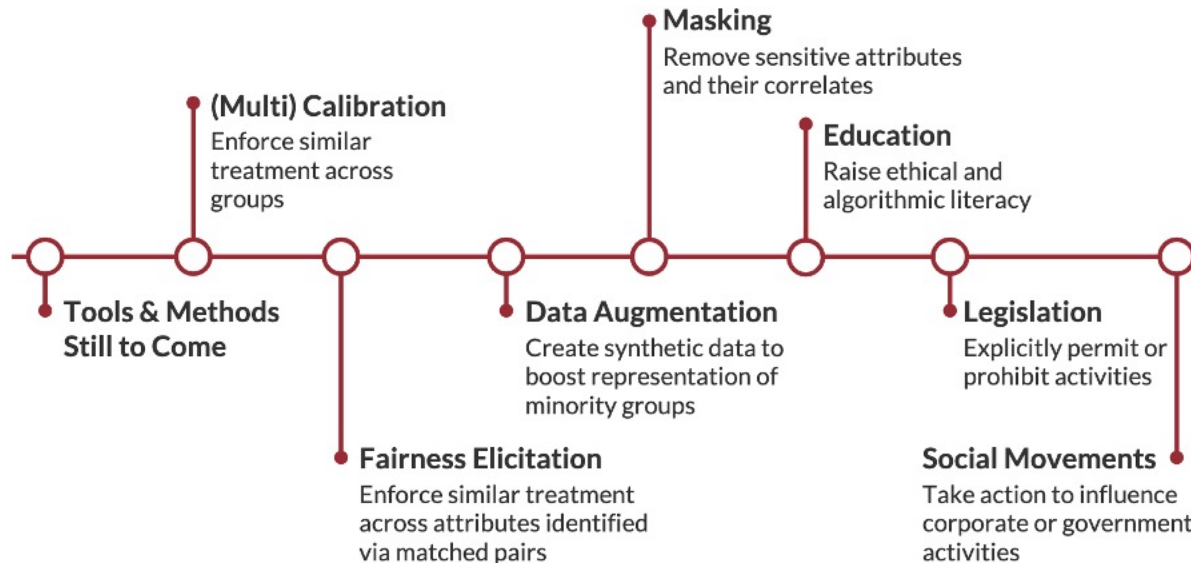 Masking
Remove sensitive attributes
and their correlates
(Multi) Calibration
Enforce similar
treatment across
groups
Education
Raise ethical and
algorithmic literacy
Tools & Methods
Still to Come
Data Augmentation
Create synthetic data to
boost representation of
minority groups
Legislation
Explicitly permit or
prohibit activities
Fairness Elicitation
Enforce similar treatment
across attributes identified
via matched pairs
Social Movements
Take action to influence
corporate or government
activities